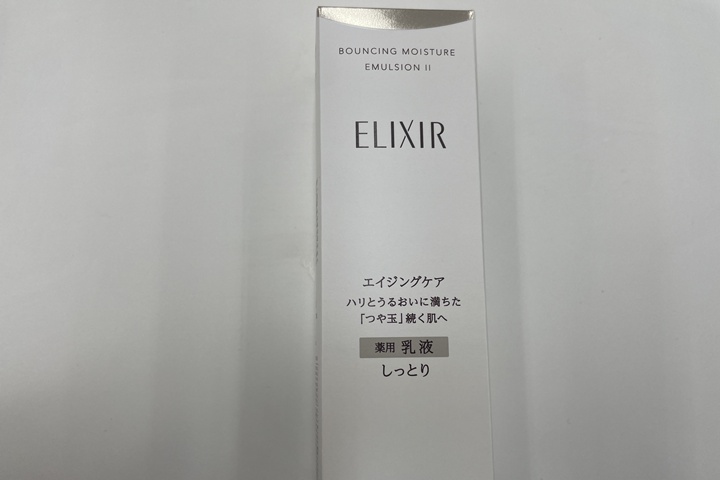 BOUNCING MOISTURE
EMULSION II
ELIXIR
エイジングケア
ハリとうるおいに満ちた
「つや玉」続く肌へ
薬用 乳液
しっとり